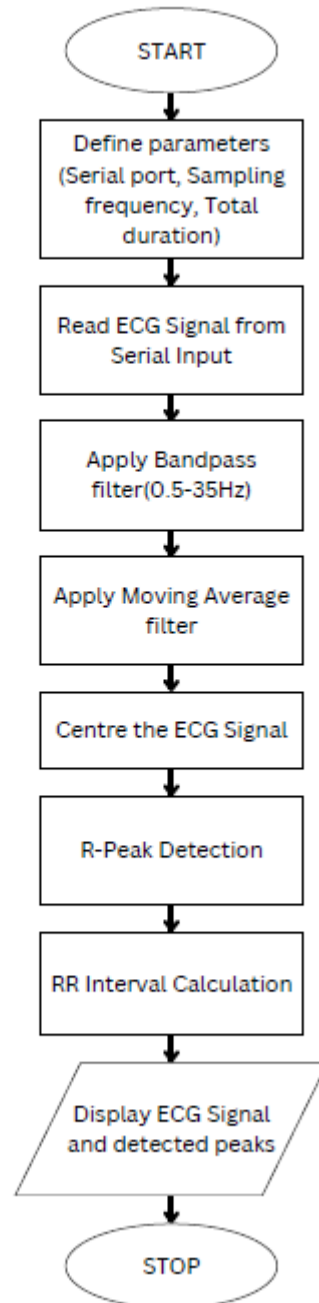 START
Define parameters
(Serial port, Sampling
frequency, Total
duration)
Read ECG Signal from
Serial Input
Apply Bandpass
filter(0.5-35Hz)
Apply Moving Average
filter
Centre the ECG Signal
R-Peak Detection
RR Interval Calculation
Display ECG Signal
and detected peaks
STOP